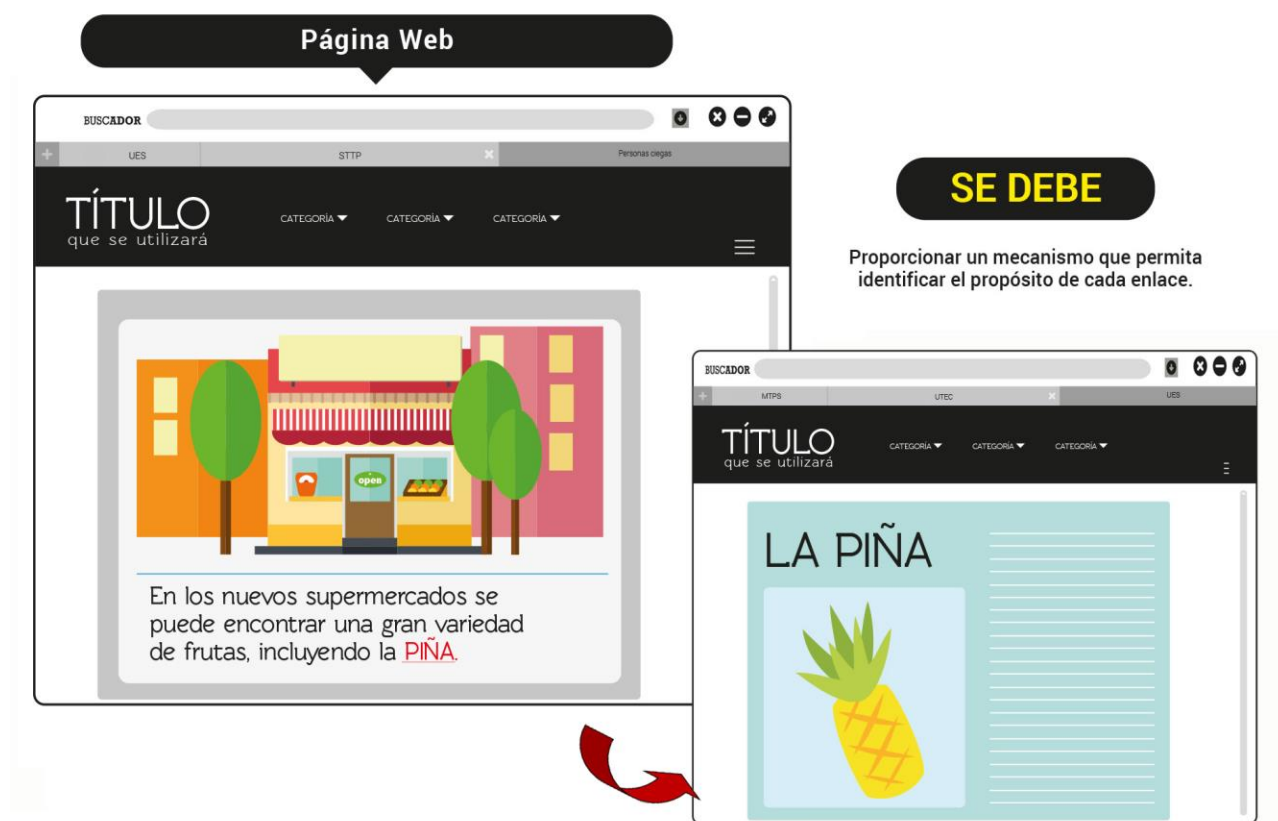 Página Web
BUSCADOR
UES
STTP
Personas ciegas
TÍTULO
que se utilizará
CATEGORÍA
CATEGORÍA
CATEGORÍA
open
En los nuevos supermercados se
puede encontrar una gran variedad
de frutas, incluyendo la PIÑA.
SE DEBE
Proporcionar un mecanismo que permita
identificar el propósito de cada enlace.
BUSCADOR
MTPS
UTEC
UES
TÍTULO
que se utilizará
CATEGORÍA
CATEGORÍA
CATEGORÍA
LA PIÑA